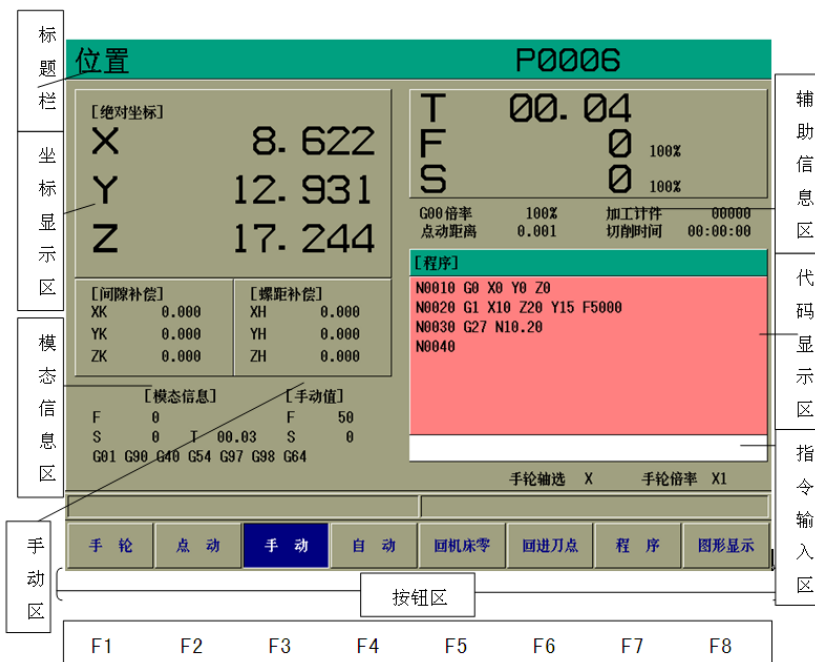 标题栏
坐标显示区
模态信息区
手动区
位置 P0006
[绝对坐标]
X 8.622
Y 12.931
Z 17.244
T 00.04
F 0 100%
S 0 100%
G00倍率 100% 加工计件 00000
点动距离 0.001 切削时间 00:00:00
[间隙补偿] [螺距补偿]
XK 0.000 XH 0.000
YK 0.000 YH 0.000
ZK 0.000 ZH 0.000
[模态信息] [手动值]
F 0 F 50
S 0 T 00.03 S 0
G01 G90 G40 G54 G97 G98 G64
[程序]
N0010 G0 X0 Y0 Z0
N0020 G1 X10 Z20 Y15 F5000
N0030 G27 N10.20
N0040
手轮轴选 X 手轮倍率 X1
手轮 点动 手动 自动 回机床零 回进刀点 程序 图形显示
辅助信息区
代码显示区
指令输入区
按钮区
F1 F2 F3 F4 F5 F6 F7 F8